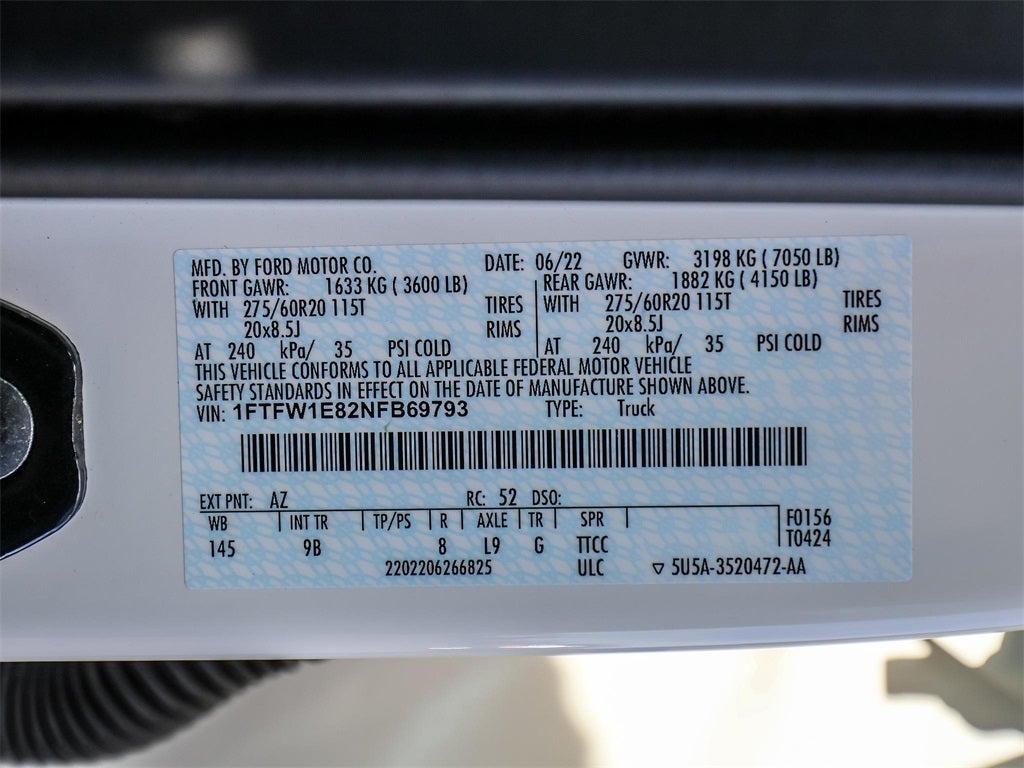 MFD. BY FORD MOTOR CO. DATE: 06/22 GVWR: 3198 KG ( 7050 LB)
FRONT GAWR: 1633 KG ( 3600 LB) REAR GAWR: 1882 KG ( 4150 LB)
WITH 275/60R20 115T TIRES WITH 275/60R20 115T TIRES
20x8.5J RIMS 20x8.5J RIMS
AT 240 kPa/ 35 PSI COLD AT 240 kPa/ 35 PSI COLD
THIS VEHICLE CONFORMS TO ALL APPLICABLE FEDERAL MOTOR VEHICLE
SAFETY STANDARDS IN EFFECT ON THE DATE OF MANUFACTURE SHOWN ABOVE.
VIN: 1FTFW1E82NFB69793 TYPE: Truck
EXT PNT: AZ RC: 52 DSO:
WB INT TR TP/PS R AXLE TR SPR F0156
145 9B 8 L9 G TTCC T0424
2202206266825 ULC ▽ 5U5A-3520472-AA